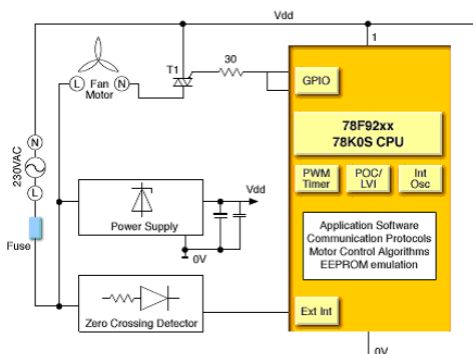 Vdd
1
T1
30
L
N
Fan
Motor
GPIO
78F92xx
78K0S CPU
N
230VAC
L
PWM
Timer
POC/
LVI
Int
Osc
Vdd
Power Supply
Fuse
0V
Application Software
Communication Protocols
Motor Control Algorithms
EEPROM emulation
Ext Int
Zero Crossing Detector
0V